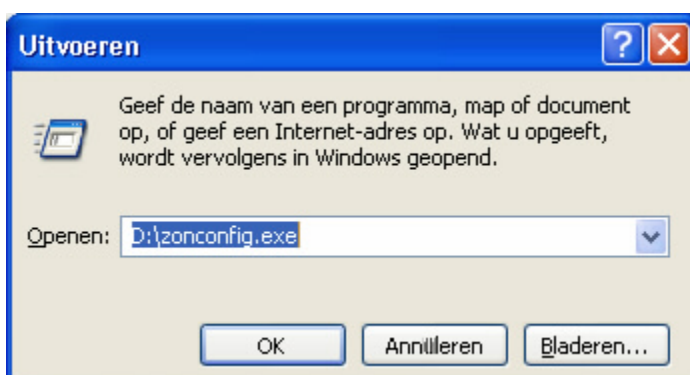 Uitvoeren
Geef de naam van een programma, map of document
op, of geef een Internet-adres op. Wat u opgeeft,
wordt vervolgens in Windows geopend.
Openen: D:\zonconfig.exe
OK Annuleren Bladeren...